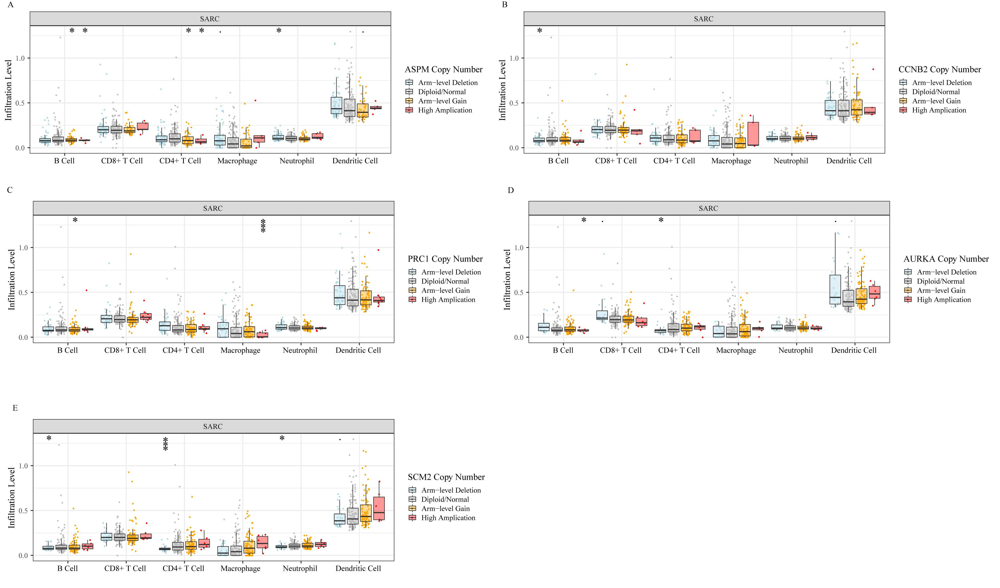 A
SARC
* * * * . * .
1.0
0.5
0.0
Infiltration Level
B Cell CD8+ T Cell CD4+ T Cell Macrophage Neutrophil Dendritic Cell
ASPM Copy Number
Arm−level Deletion
Diploid/Normal
Arm−level Gain
High Amplication
B
SARC
*
1.0
0.5
0.0
Infiltration Level
B Cell CD8+ T Cell CD4+ T Cell Macrophage Neutrophil Dendritic Cell
CCNB2 Copy Number
Arm−level Deletion
Diploid/Normal
Arm−level Gain
High Amplication
C
SARC
* ***
1.0
0.5
0.0
Infiltration Level
B Cell CD8+ T Cell CD4+ T Cell Macrophage Neutrophil Dendritic Cell
PRC1 Copy Number
Arm−level Deletion
Diploid/Normal
Arm−level Gain
High Amplication
D
SARC
* . * .
1.0
0.5
0.0
Infiltration Level
B Cell CD8+ T Cell CD4+ T Cell Macrophage Neutrophil Dendritic Cell
AURKA Copy Number
Arm−level Deletion
Diploid/Normal
Arm−level Gain
High Amplication
E
SARC
* *** * .
1.0
0.5
0.0
Infiltration Level
B Cell CD8+ T Cell CD4+ T Cell Macrophage Neutrophil Dendritic Cell
SCM2 Copy Number
Arm−level Deletion
Diploid/Normal
Arm−level Gain
High Amplication